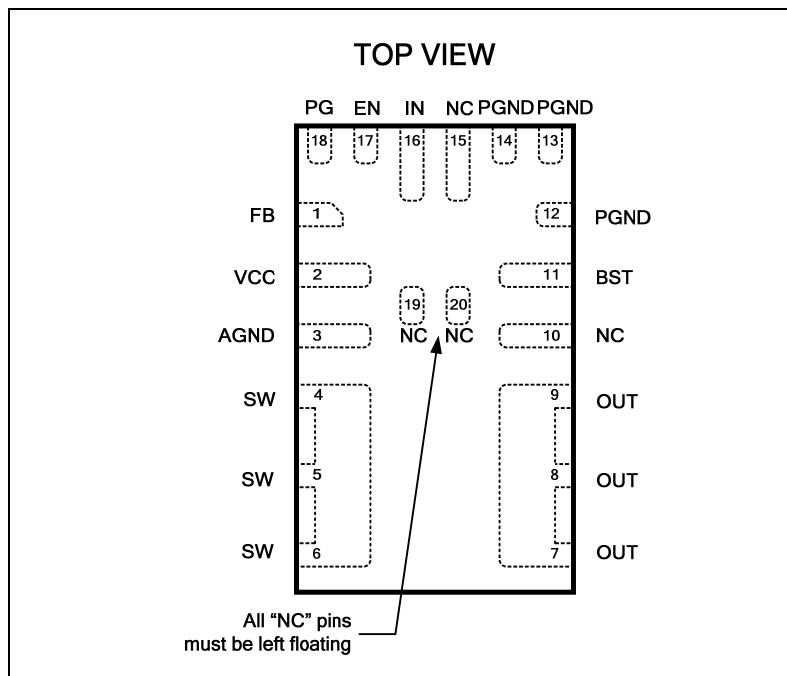 TOP VIEW
PG EN IN NC PGND PGND
18 17 16 15 14 13
FB 1 12 PGND
VCC 2 11 BST
19 20
AGND 3 NC NC 10 NC
SW 4 9 OUT
SW 5 8 OUT
SW 6 7 OUT
All “NC” pins
must be left floating